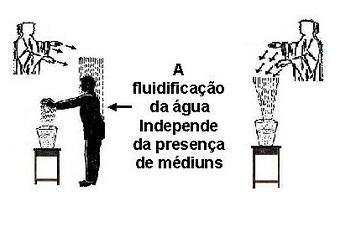 A
fluidificação
da água
Independe
da presença
de médiuns